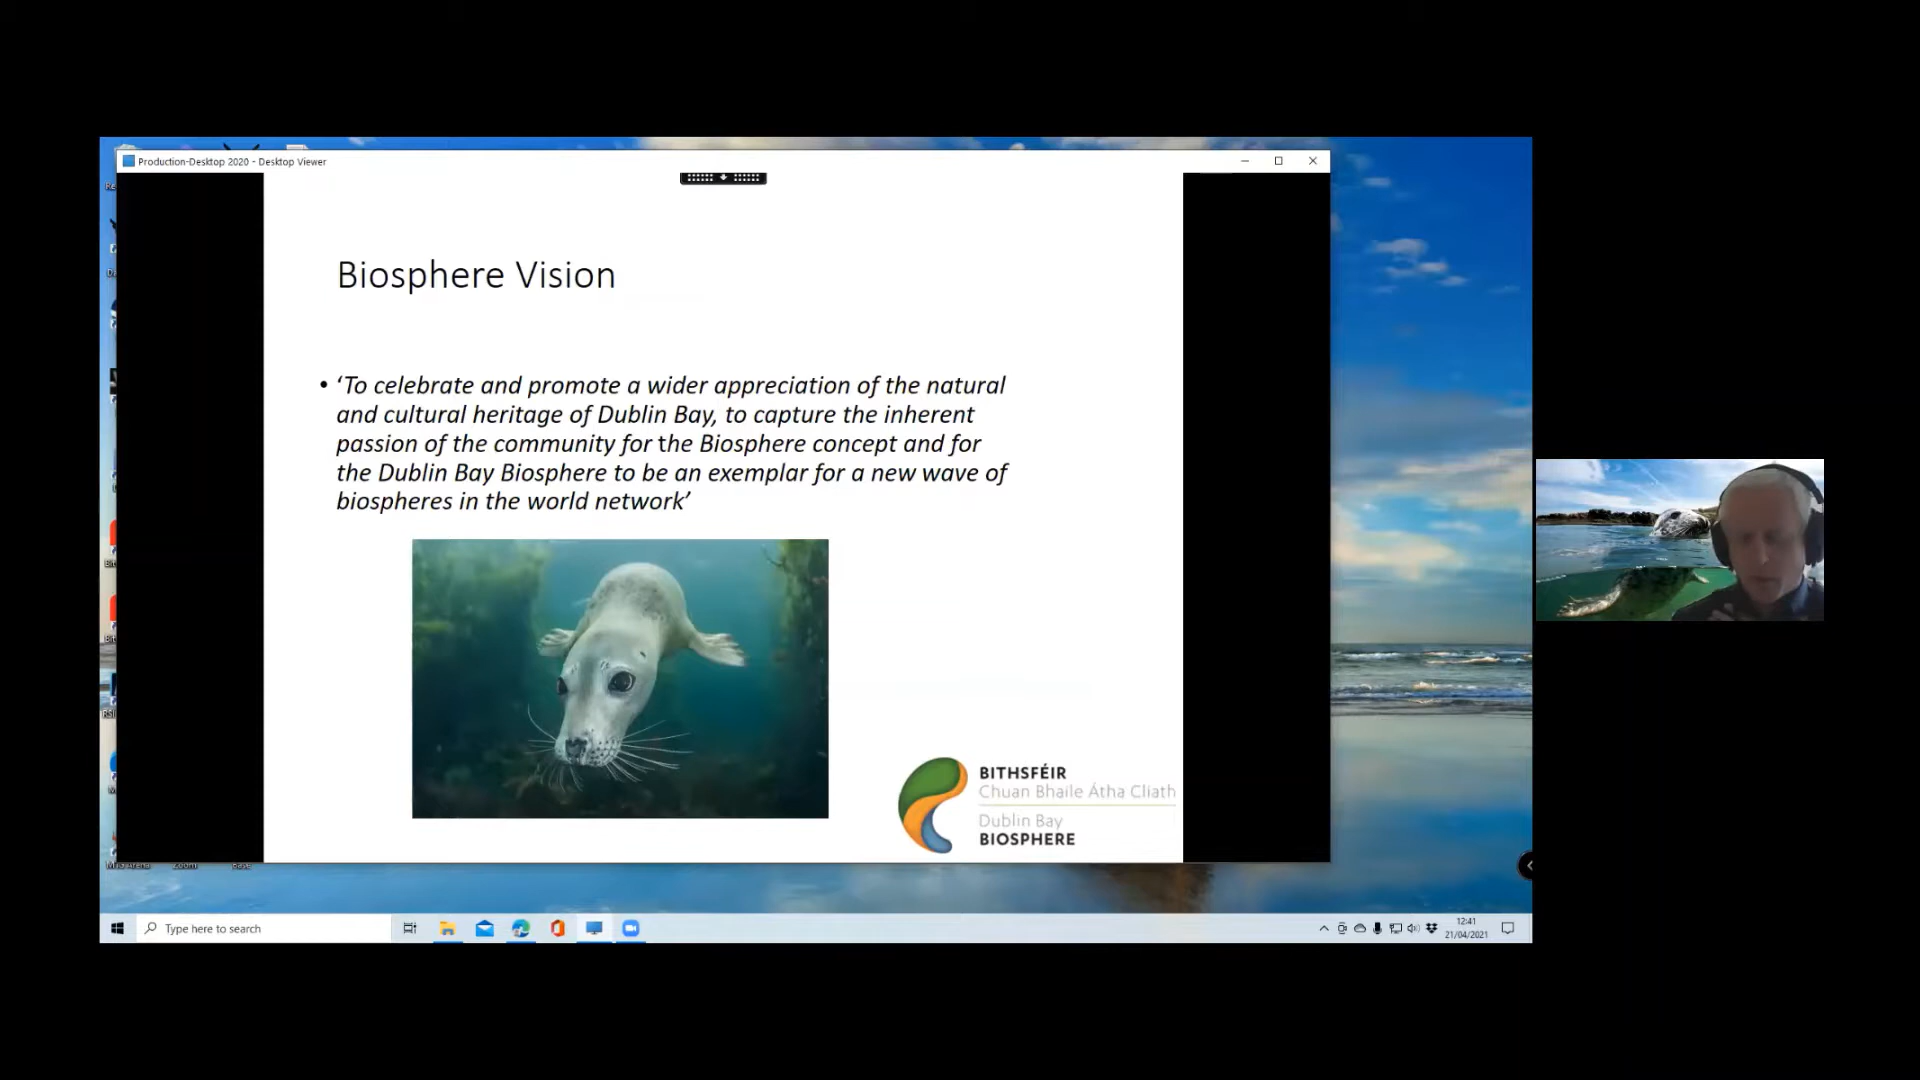 Production-Desktop 2020 - Desktop Viewer
Biosphere Vision
• ‘To celebrate and promote a wider appreciation of the natural
and cultural heritage of Dublin Bay, to capture the inherent
passion of the community for the Biosphere concept and for
the Dublin Bay Biosphere to be an exemplar for a new wave of
biospheres in the world network’
BITHSFÉIR
Chuan Bhaile Átha Cliath
Dublin Bay
BIOSPHERE
Zoom
Type here to search
12:41
21/04/2021